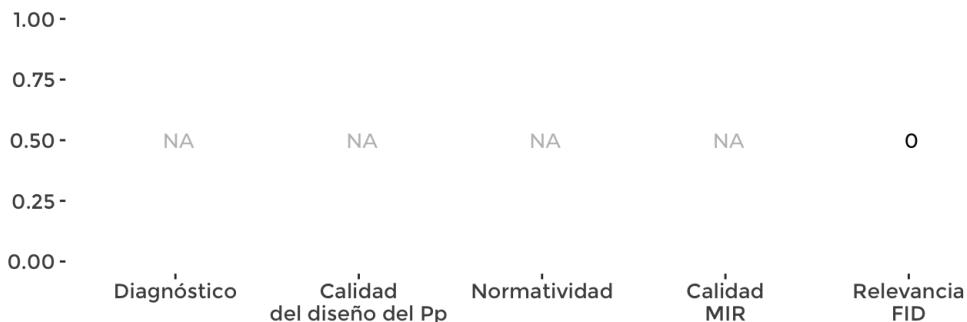 1.00
0.75
0.50
NA NA NA NA 0
0.25
0.00
Diagnóstico
Calidad
del diseño del Pp
Normatividad
Calidad
MIR
Relevancia
FID